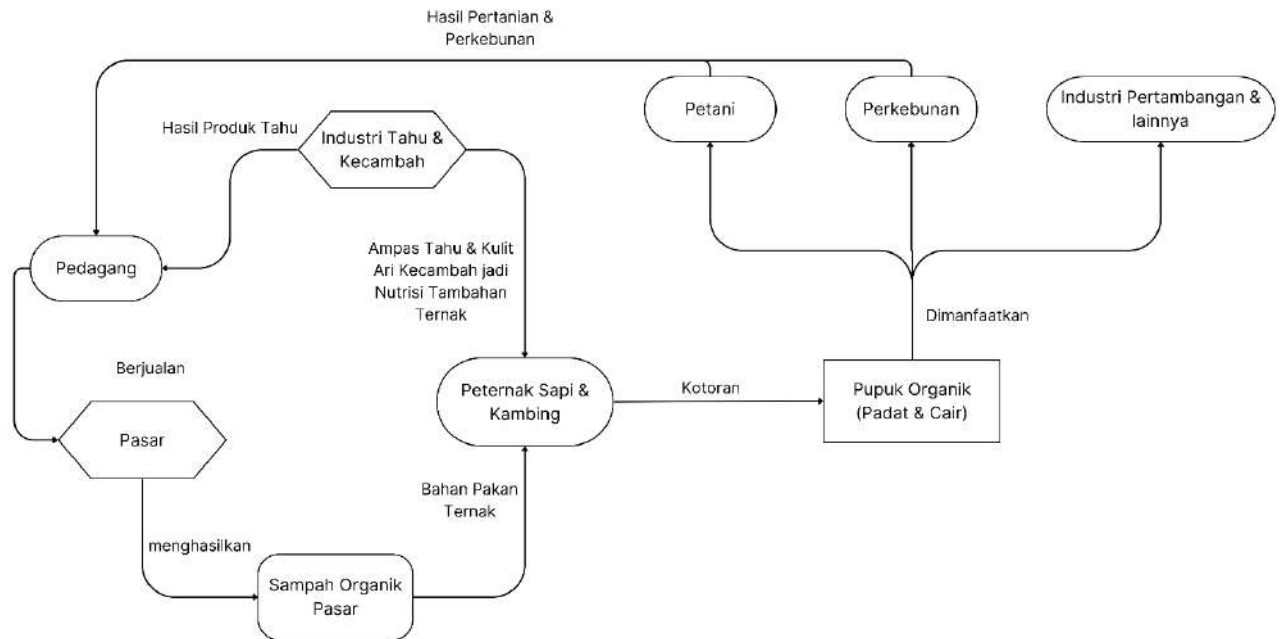 Hasil Pertanian &
Perkebunan
Petani
Perkebunan
Industri Pertambangan &
lainnya
Hasil Produk Tahu
Industri Tahu &
Kecambah
Pedagang
Ampas Tahu & Kulit
Ari Kecambah jadi
Nutrisi Tambahan
Ternak
Dimanfaatkan
Berjualan
Peternak Sapi &
Kambing
Kotoran
Pupuk Organik
(Padat & Cair)
Pasar
Bahan Pakan
Ternak
menghasilkan
Sampah Organik
Pasar